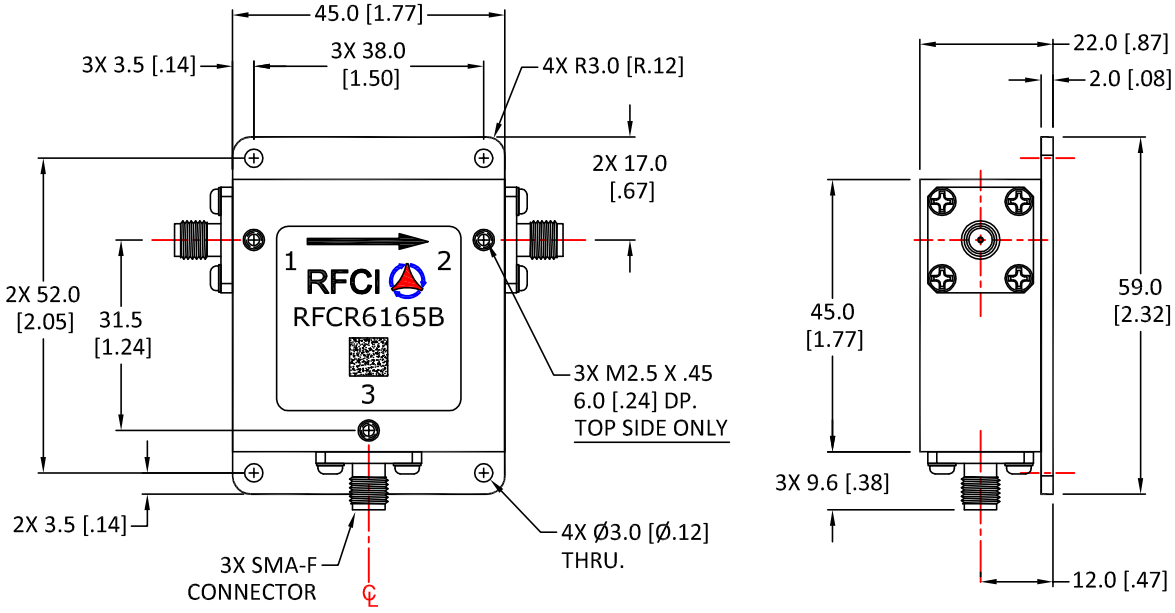 45.0 [1.77]
3X 38.0
[1.50]
3X 3.5 [.14]
4X R3.0 [R.12]
2X 17.0
[.67]
2X 52.0
[2.05]
31.5
[1.24]
1
2
RFCI
RFCR6165B
3
3X M2.5 X .45
6.0 [.24] DP.
TOP SIDE ONLY
2X 3.5 [.14]
3X SMA-F
CONNECTOR
4X Ø3.0 [Ø.12]
THRU.
CL
22.0 [.87]
2.0 [.08]
45.0
[1.77]
59.0
[2.32]
3X 9.6 [.38]
12.0 [.47]